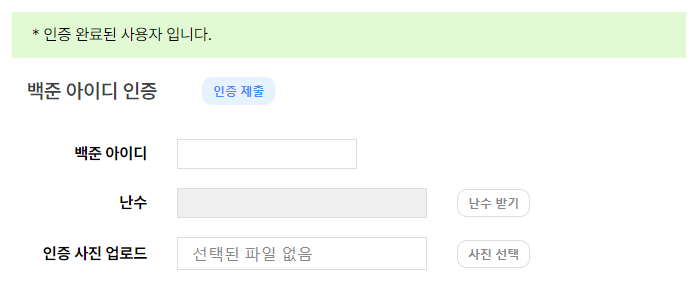 * 인증 완료된 사용자 입니다.
백준 아이디 인증 인증 제출
백준 아이디
난수 난수 받기
인증 사진 업로드 선택된 파일 없음 사진 선택